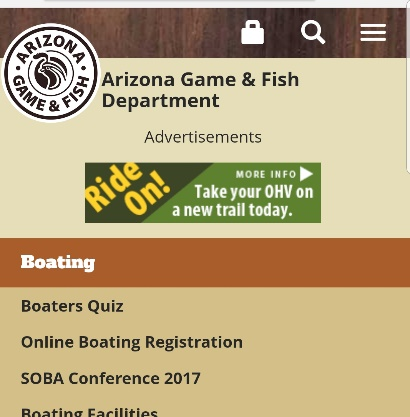 ARIZONA
GAME & FISH
Arizona Game & Fish
Department
Advertisements
Ride
On!
MORE INFO
Take your OHV on
a new trail today.
Boating
Boaters Quiz
Online Boating Registration
SOBA Conference 2017
Boating Facilities